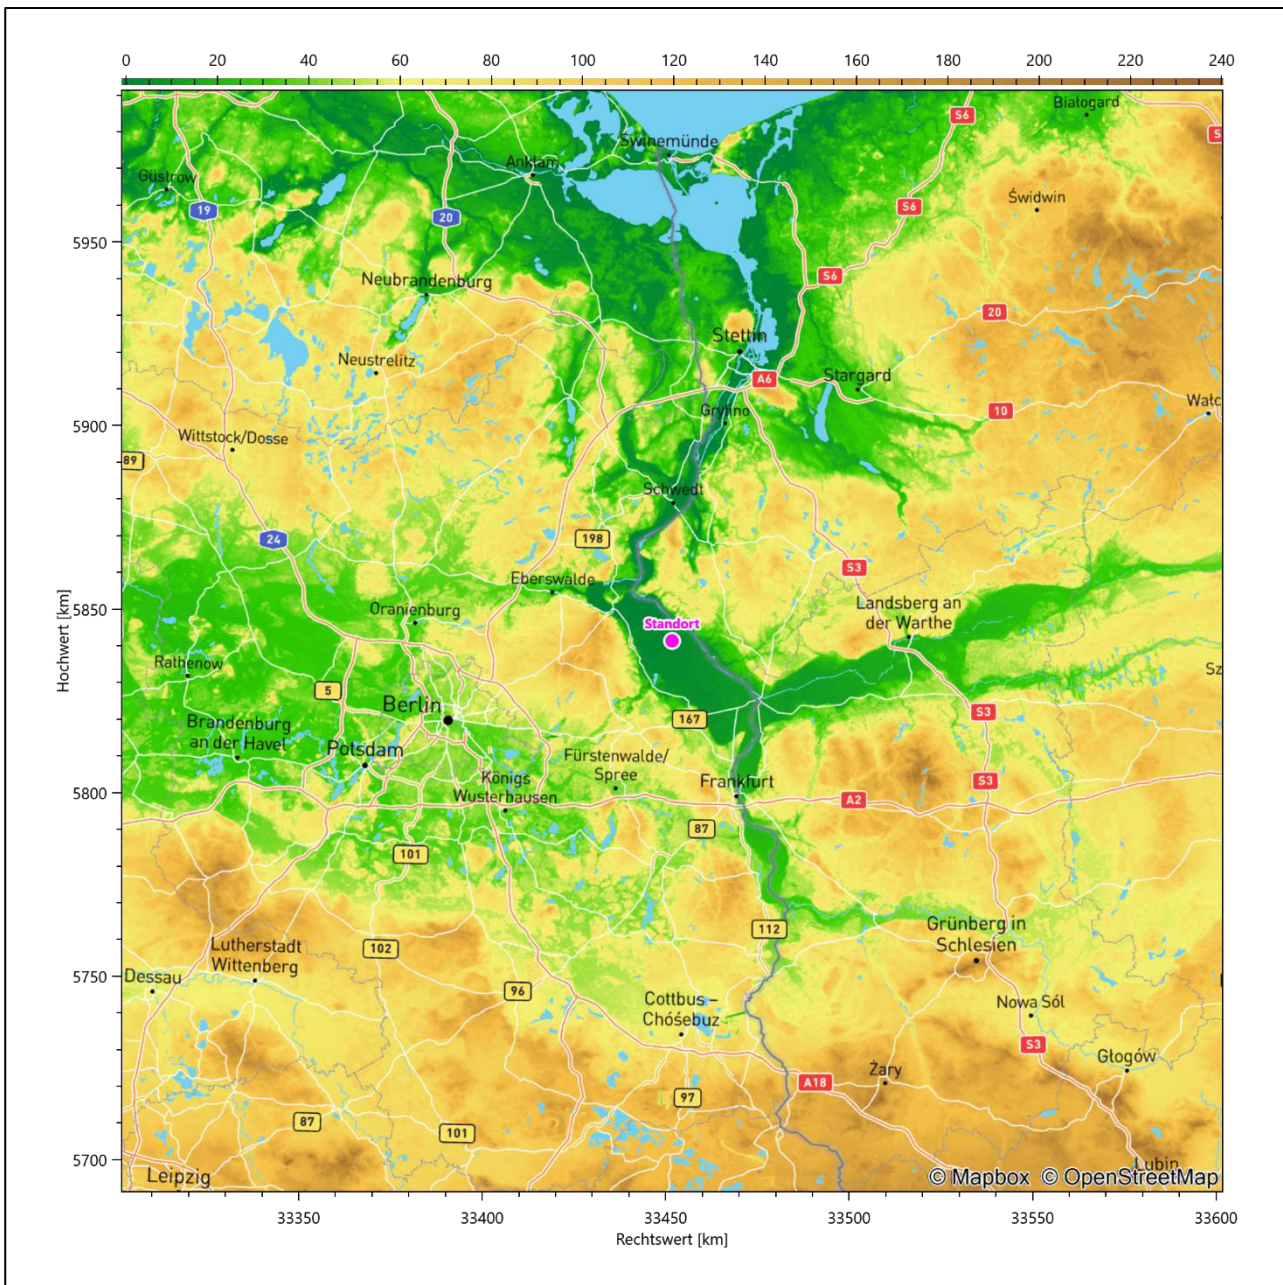 0 20 40 60 80 100 120 140 160 180 200 220 240
Białogard
S6
S
Swinemünde
Anklam
Güstrow
Świdwin
19
20
S6
5950
S6
Neubrandenburg
20
Stettin
Neustrelitz
A6
Stargard
Gryfino
10
Wałc
5900
Wittstock/Dosse
89
Schwedt
24
198
S3
Eberswalde
5850
Oranienburg
Landsberg an
der Warthe
Standort
Rathenow
Sz
5
Berlin
S3
Brandenburg
an der Havel
167
Potsdam
Fürstenwalde/
Spree
Frankfurt
Königs
Wusterhausen
S3
5800
A2
87
101
Grünberg in
Schlesien
112
102
Lutherstadt
Wittenberg
Dessau
5750
96
Cottbus –
Chóśebuz
Nowa Sól
S3
Głogów
Żary
A18
97
87
101
5700
Lubin
Leipzig
© Mapbox © OpenStreetMap
33350 33400 33450 33500 33550 33600
Rechtswert [km]
Hochwert [km]